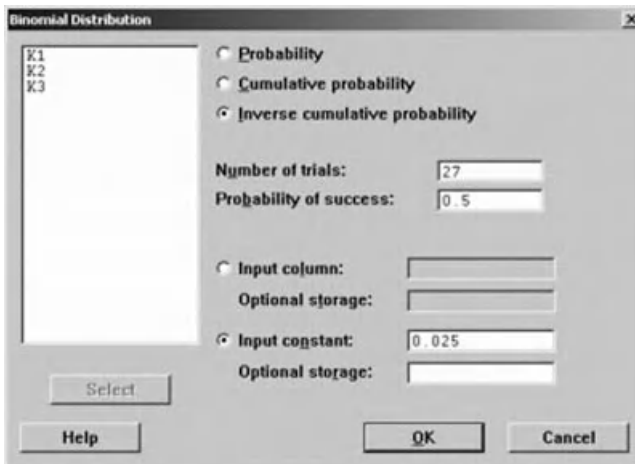 Binomial Distribution
K1
K2
K3
Probability
Cumulative probability
Inverse cumulative probability
Number of trials: 27
Probability of success: 0.5
Input column:
Optional storage:
Input constant: 0.025
Optional storage:
Select
Help
OK
Cancel